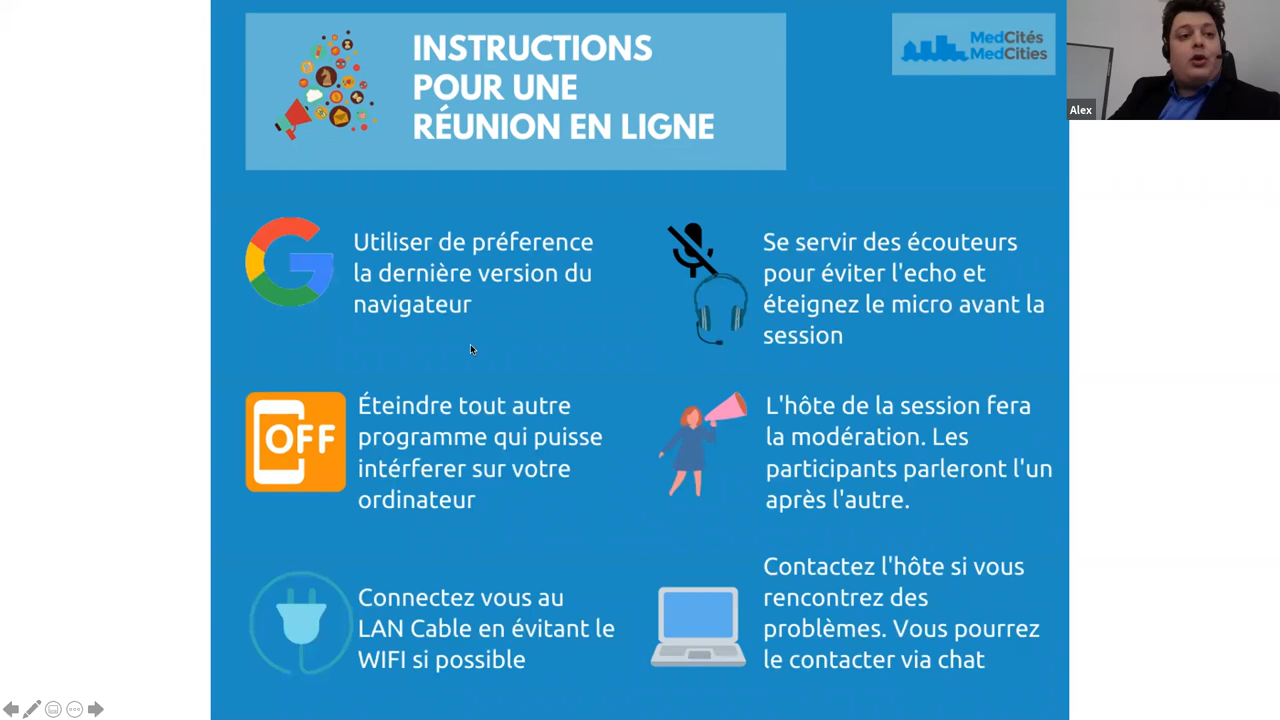 INSTRUCTIONS
POUR UNE
RÉUNION EN LIGNE
MedCités
MedCities
Alex
Utiliser de préference
la dernière version du
navigateur
Se servir des écouteurs
pour éviter l'echo et
éteignez le micro avant la
session
OFF
Éteindre tout autre
programme qui puisse
intérferer sur votre
ordinateur
L'hôte de la session fera
la modération. Les
participants parleront l'un
après l'autre.
Connectez vous au
LAN Cable en évitant le
WIFI si possible
Contactez l'hôte si vous
rencontrez des
problèmes. Vous pourrez
le contacter via chat